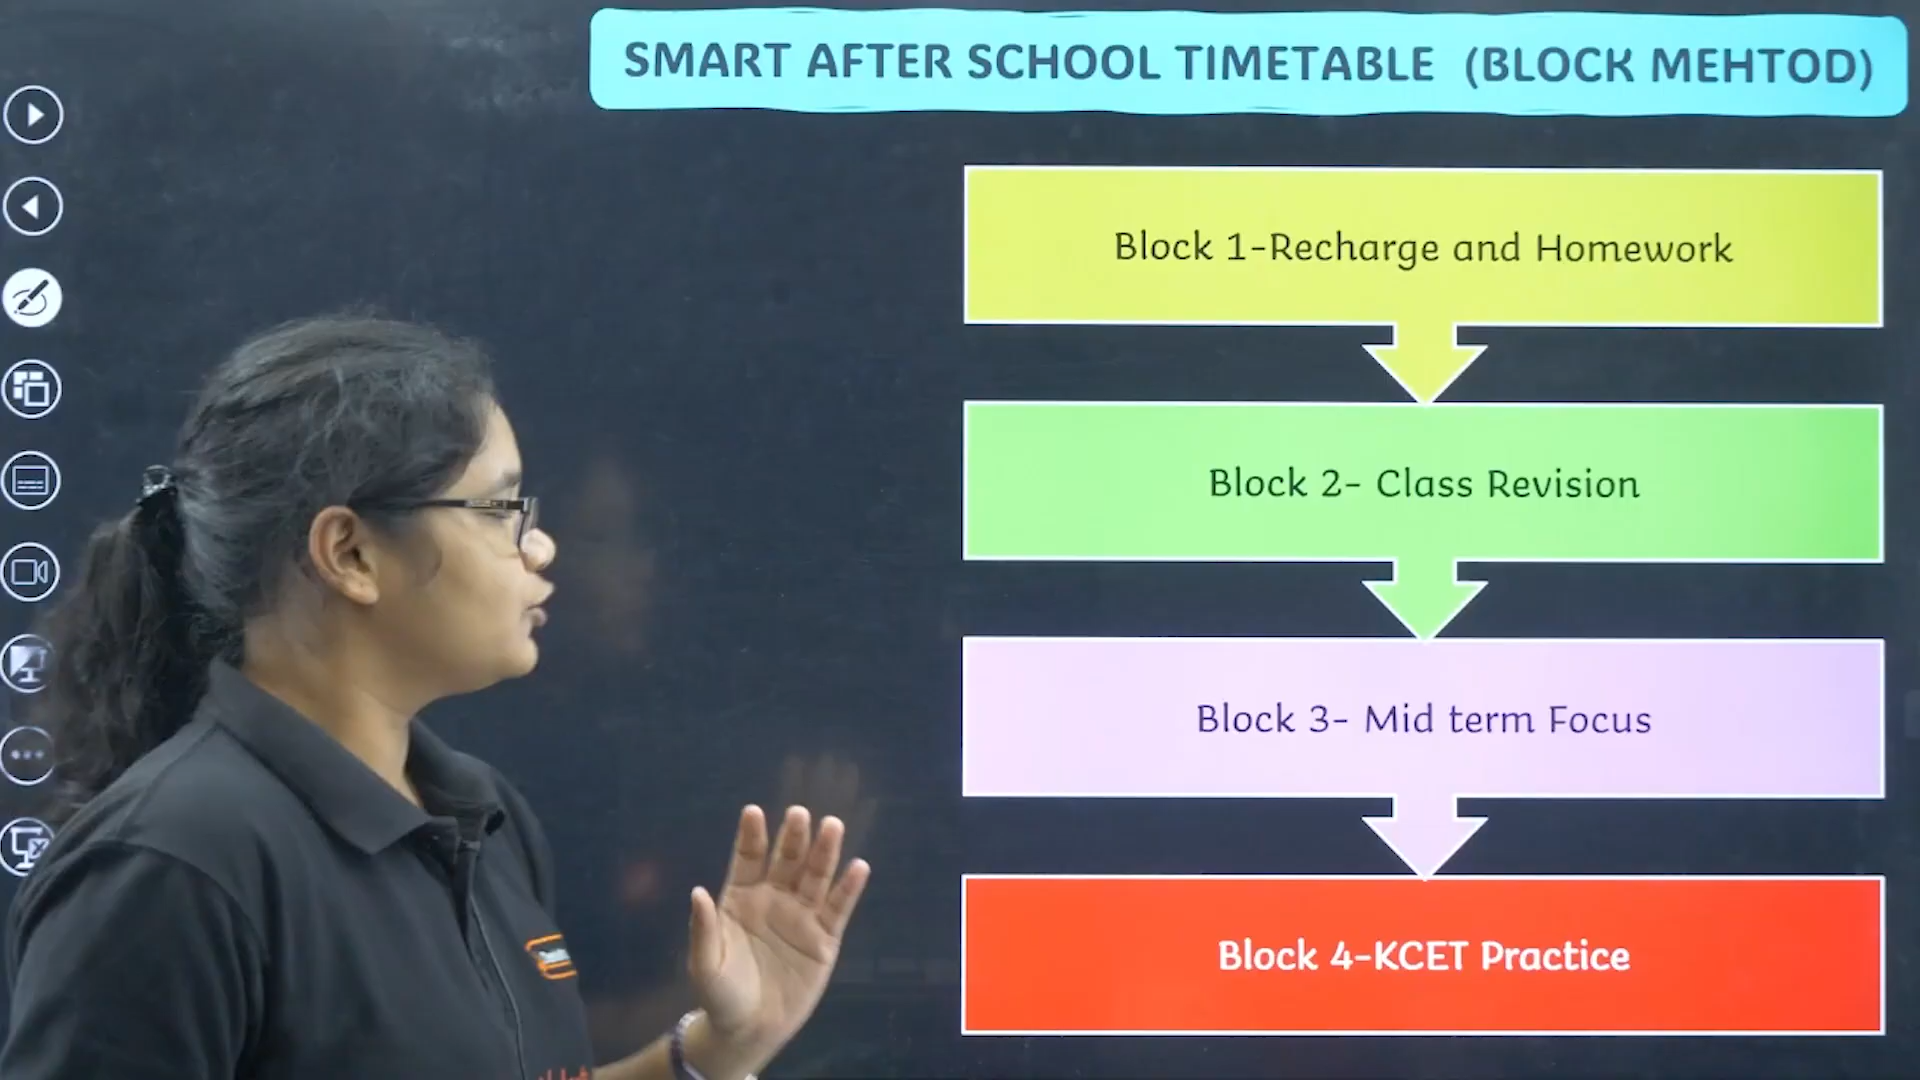 SMART AFTER SCHOOL TIMETABLE (BLOCK MEHTOD)
Block 1-Recharge and Homework
Block 2- Class Revision
Block 3- Mid term Focus
Block 4-KCET Practice